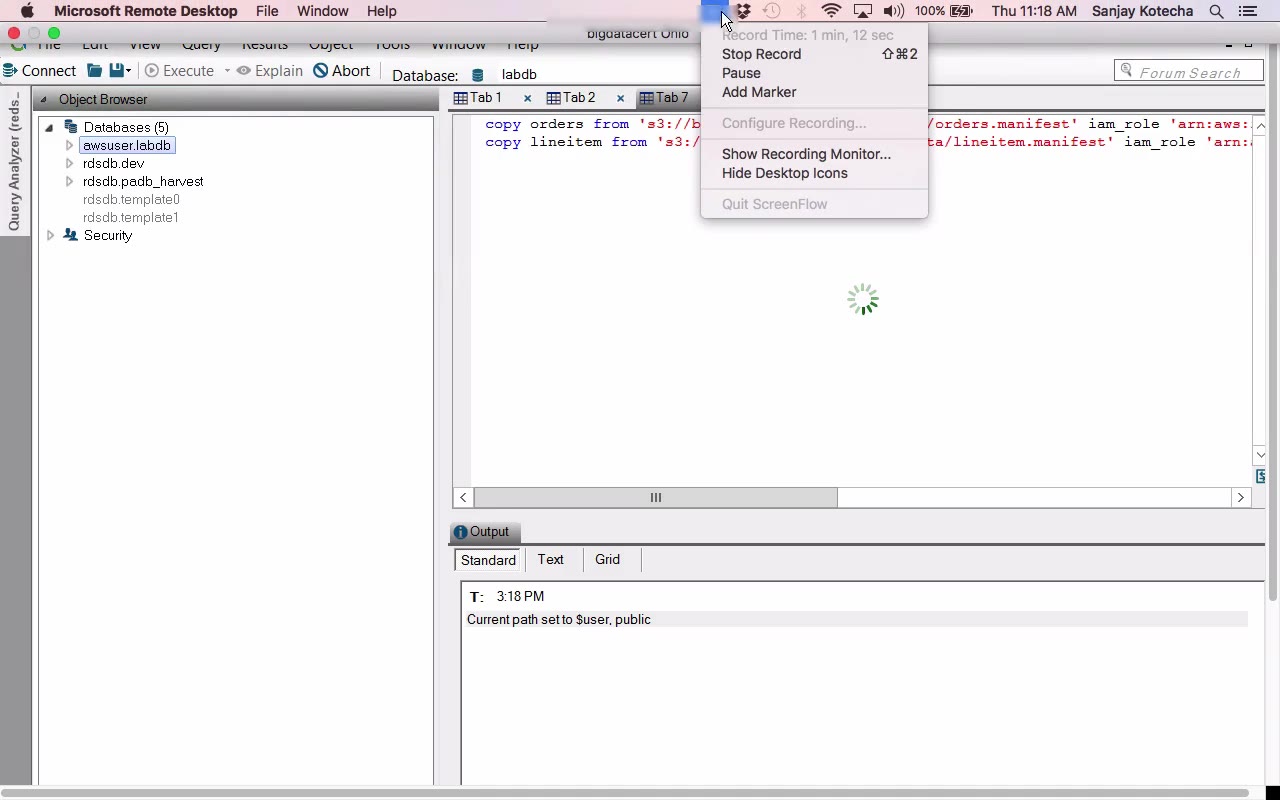 Microsoft Remote Desktop File Window Help 100% Thu 11:18 AM Sanjay Kotecha
bigdatacert Ohio
File Edit View Query Results Object Tools Window Help
Connect Execute Explain Abort Database: labdb Forum Search
Query Analyzer (reds...
Object Browser
Databases (5)
awsuser.labdb
rdsdb.dev
rdsdb.padb_harvest
rdsdb.template0
rdsdb.template1
Security
Tab 1 × Tab 2 × Tab 7
copy orders from 's3://b /orders.manifest' iam_role 'arn:aws:
copy lineitem from 's3:/ ta/lineitem.manifest' iam_role 'arn:
Record Time: 1 min, 12 sec
Stop Record ⇧⌘2
Pause
Add Marker
Configure Recording...
Show Recording Monitor...
Hide Desktop Icons
Quit ScreenFlow
Output
Standard Text Grid
T: 3:18 PM
Current path set to $user, public